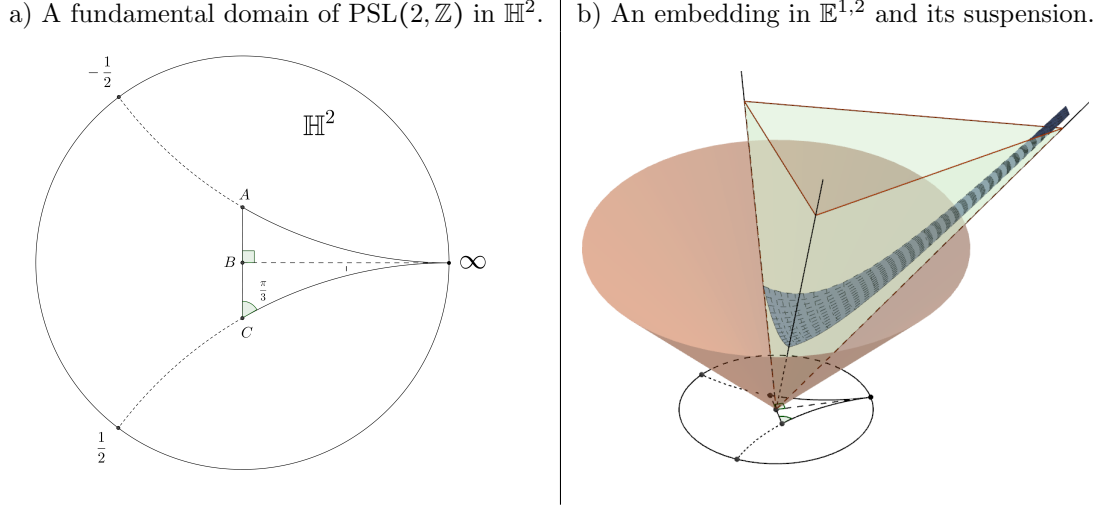 a) A fundamental domain of PSL(2, ℤ) in ℍ².
b) An embedding in 𝔼¹,² and its suspension.
−1/2
ℍ²
A
B
∞
π/3
C
1/2